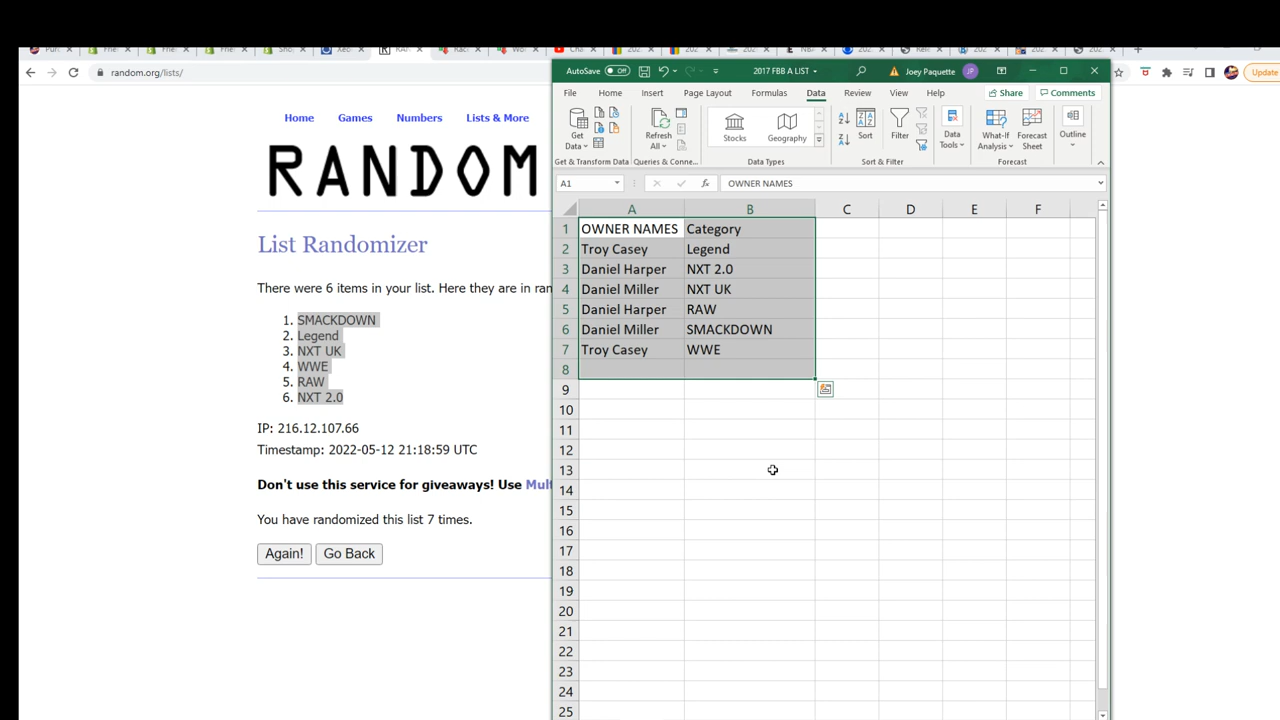 random.org/lists/
Update
Home Games Numbers Lists & More
RANDOM
List Randomizer
There were 6 items in your list. Here they are in ran
1. SMACKDOWN
2. Legend
3. NXT UK
4. WWE
5. RAW
6. NXT 2.0
IP: 216.12.107.66
Timestamp: 2022-05-12 21:18:59 UTC
Don't use this service for giveaways! Use Mult
You have randomized this list 7 times.
Again! Go Back
AutoSave Off 2017 FBB A LIST Joey Paquette JP
File Home Insert Page Layout Formulas Data Review View Help Share Comments
Get Data Refresh All Stocks Geography Sort Filter Data Tools What-If Analysis Forecast Sheet Outline
Get & Transform Data Queries & Conne... Data Types Sort & Filter Forecast
A1 fx OWNER NAMES
A B C D E F
1 OWNER NAMES Category
2 Troy Casey Legend
3 Daniel Harper NXT 2.0
4 Daniel Miller NXT UK
5 Daniel Harper RAW
6 Daniel Miller SMACKDOWN
7 Troy Casey WWE
8
9
10
11
12
13
14
15
16
17
18
19
20
21
22
23
24
25